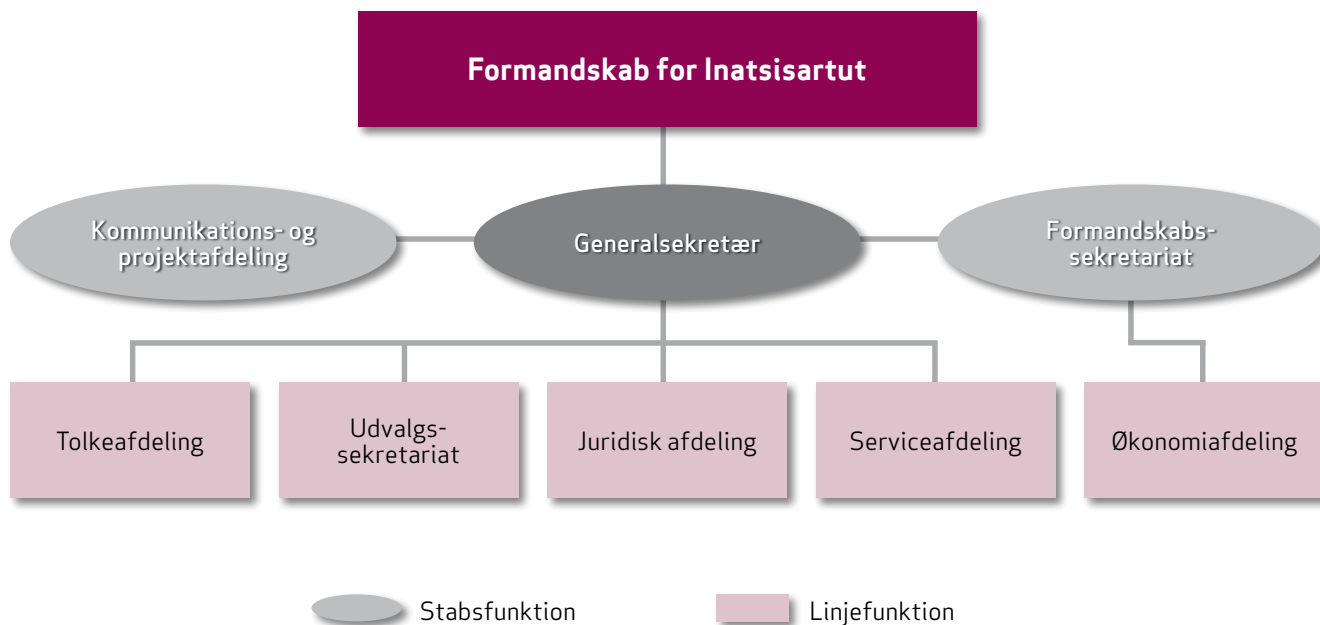 Formandskab for Inatsisartut
Kommunikations- og
projektafdeling
Generalsekretær
Formandskabs-
sekretariat
Tolkeafdeling
Udvalgs-
sekretariat
Juridisk afdeling
Serviceafdeling
Økonomiafdeling
Stabsfunktion
Linjefunktion